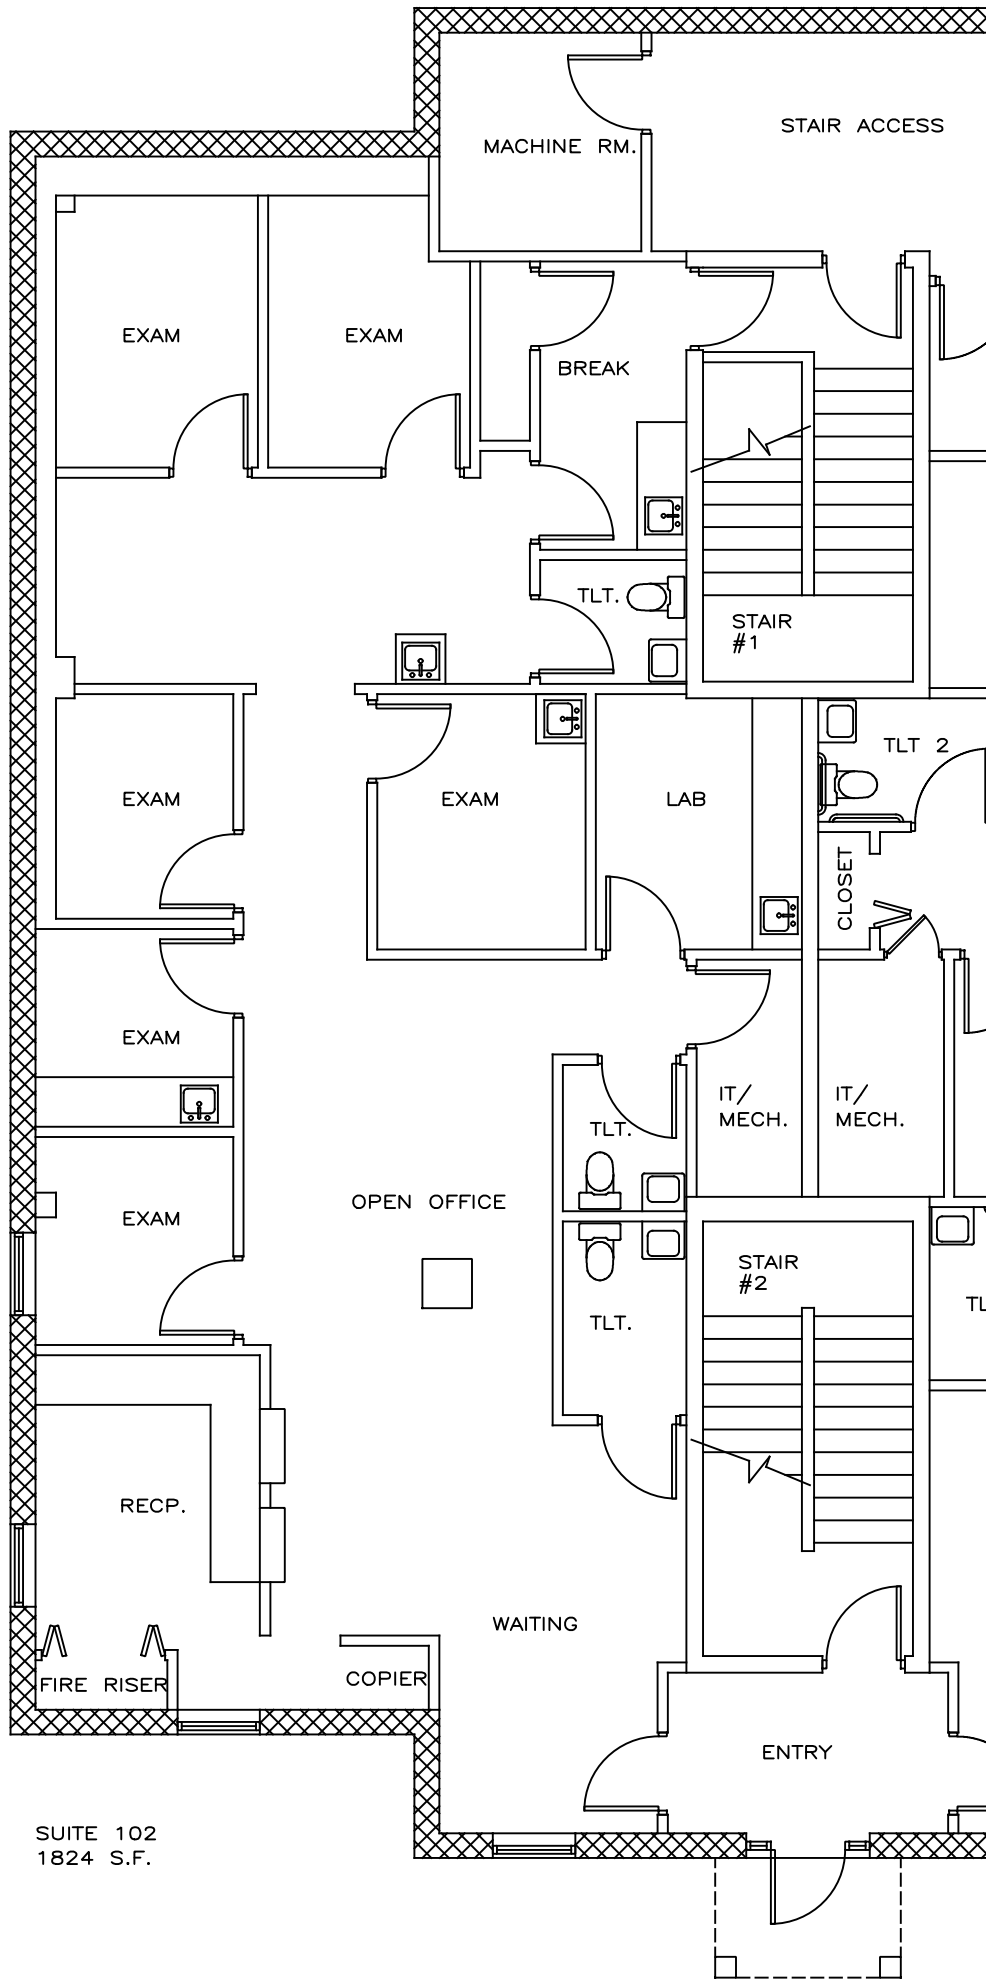 STAIR ACCESS
MACHINE RM.
EXAM
EXAM
BREAK
TLT.
STAIR
#1
TLT 2
EXAM
EXAM
LAB
CLOSET
EXAM
IT/
MECH.
IT/
MECH.
TLT.
OPEN OFFICE
EXAM
STAIR
#2
TL
TLT.
RECP.
WAITING
FIRE RISER
COPIER
ENTRY
SUITE 102
1824 S.F.